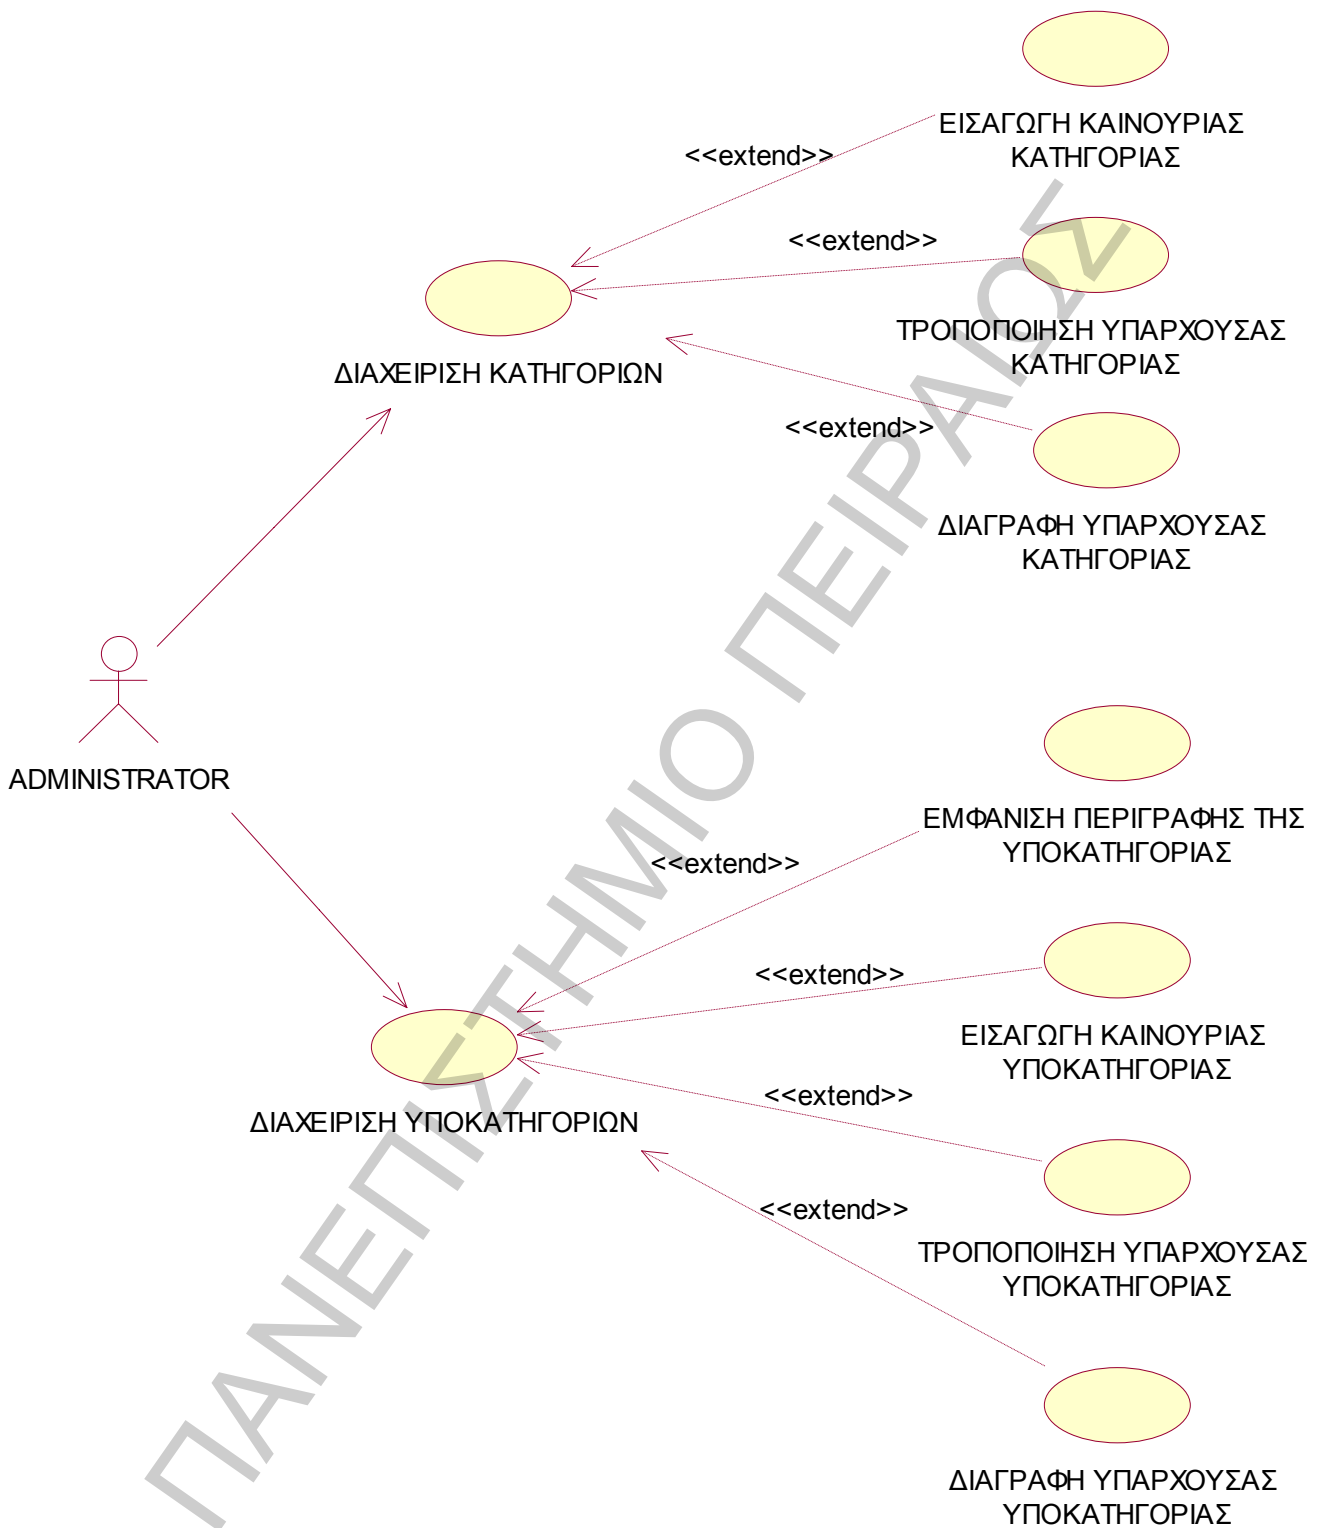 ΕΙΣΑΓΩΓΗ ΚΑΙΝΟΥΡΙΑΣ
ΚΑΤΗΓΟΡΙΑΣ
<<extend>>
<<extend>>
ΤΡΟΠΟΠΟΙΗΣΗ ΥΠΑΡΧΟΥΣΑΣ
ΚΑΤΗΓΟΡΙΑΣ
ΔΙΑΧΕΙΡΙΣΗ ΚΑΤΗΓΟΡΙΩΝ
<<extend>>
ΔΙΑΓΡΑΦΗ ΥΠΑΡΧΟΥΣΑΣ
ΚΑΤΗΓΟΡΙΑΣ
ADMINISTRATOR
ΕΜΦΑΝΙΣΗ ΠΕΡΙΓΡΑΦΗΣ ΤΗΣ
ΥΠΟΚΑΤΗΓΟΡΙΑΣ
<<extend>>
<<extend>>
ΕΙΣΑΓΩΓΗ ΚΑΙΝΟΥΡΙΑΣ
ΥΠΟΚΑΤΗΓΟΡΙΑΣ
<<extend>>
ΔΙΑΧΕΙΡΙΣΗ ΥΠΟΚΑΤΗΓΟΡΙΩΝ
<<extend>>
ΤΡΟΠΟΠΟΙΗΣΗ ΥΠΑΡΧΟΥΣΑΣ
ΥΠΟΚΑΤΗΓΟΡΙΑΣ
ΔΙΑΓΡΑΦΗ ΥΠΑΡΧΟΥΣΑΣ
ΥΠΟΚΑΤΗΓΟΡΙΑΣ
ΠΑΝΕΠΙΣΤΗΜΙΟ ΠΕΙΡΑΙΩΣ